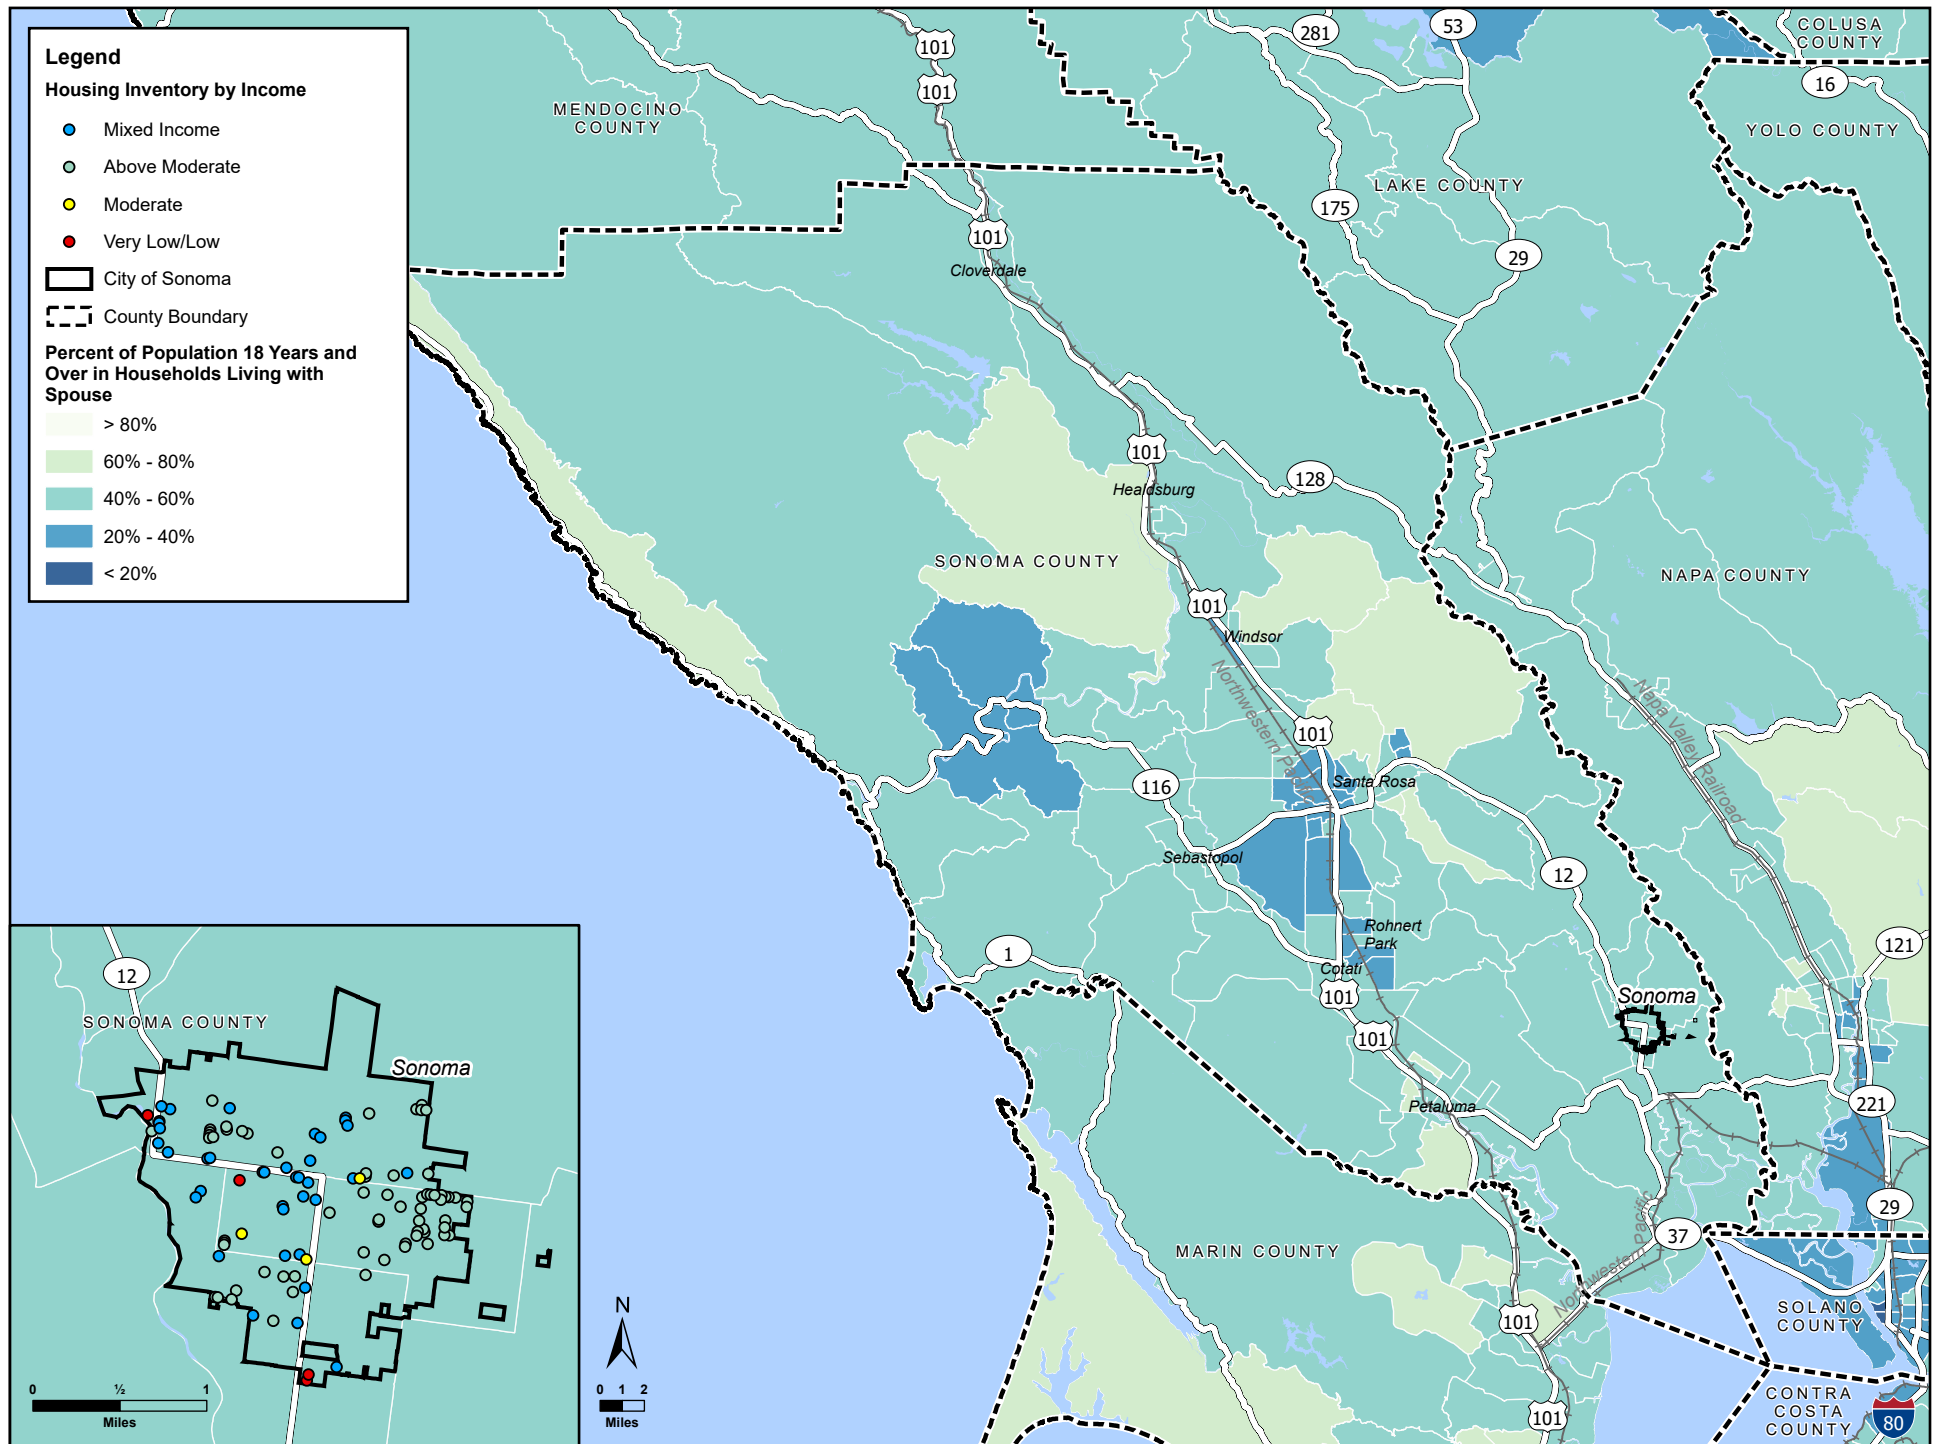 Legend
Housing Inventory by Income
Mixed Income
Above Moderate
Moderate
Very Low/Low
City of Sonoma
County Boundary
Percent of Population 18 Years and
Over in Households Living with
Spouse
> 80%
60% - 80%
40% - 60%
20% - 40%
< 20%
101
101
281
53
COLUSA
COUNTY
16
MENDOCINO
COUNTY
YOLO COUNTY
LAKE COUNTY
175
101
29
Cloverdale
101
128
Healdsburg
SONOMA COUNTY
NAPA COUNTY
101
Windsor
Northwestern Pacific
Napa Valley Railroad
101
116
Santa Rosa
Sebastopol
12
Rohnert
Park
121
1
Cotati
101
Sonoma
101
Petaluma
221
29
Northwestern Pacific
37
MARIN COUNTY
101
SOLANO
COUNTY
101
CONTRA
COSTA
COUNTY
80
12
SONOMA COUNTY
Sonoma
0 ½ 1
Miles
N
0 1 2
Miles